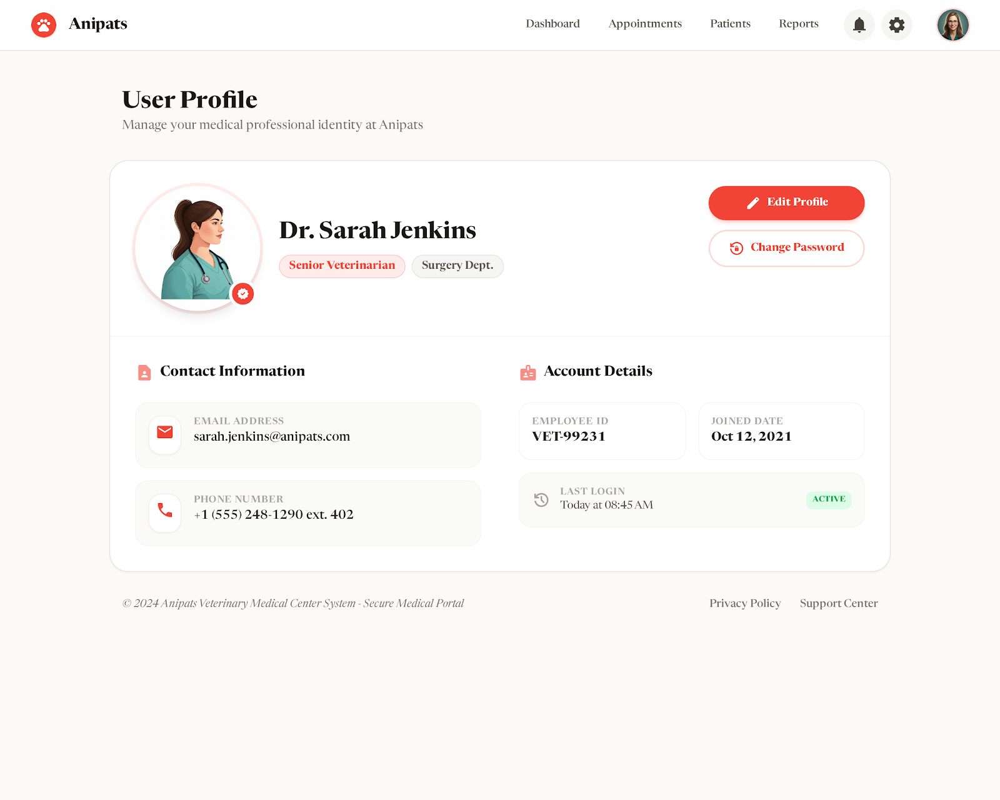 Anipats
Dashboard
Appointments
Patients
Reports
User Profile
Manage your medical professional identity at Anipats
Dr. Sarah Jenkins
Senior Veterinarian
Surgery Dept.
Edit Profile
Change Password
Contact Information
EMAIL ADDRESS
sarah.jenkins@anipats.com
PHONE NUMBER
+1 (555) 248-1290 ext. 402
Account Details
EMPLOYEE ID
VET-99231
JOINED DATE
Oct 12, 2021
LAST LOGIN
Today at 08:45 AM
ACTIVE
© 2024 Anipats Veterinary Medical Center System - Secure Medical Portal
Privacy Policy
Support Center